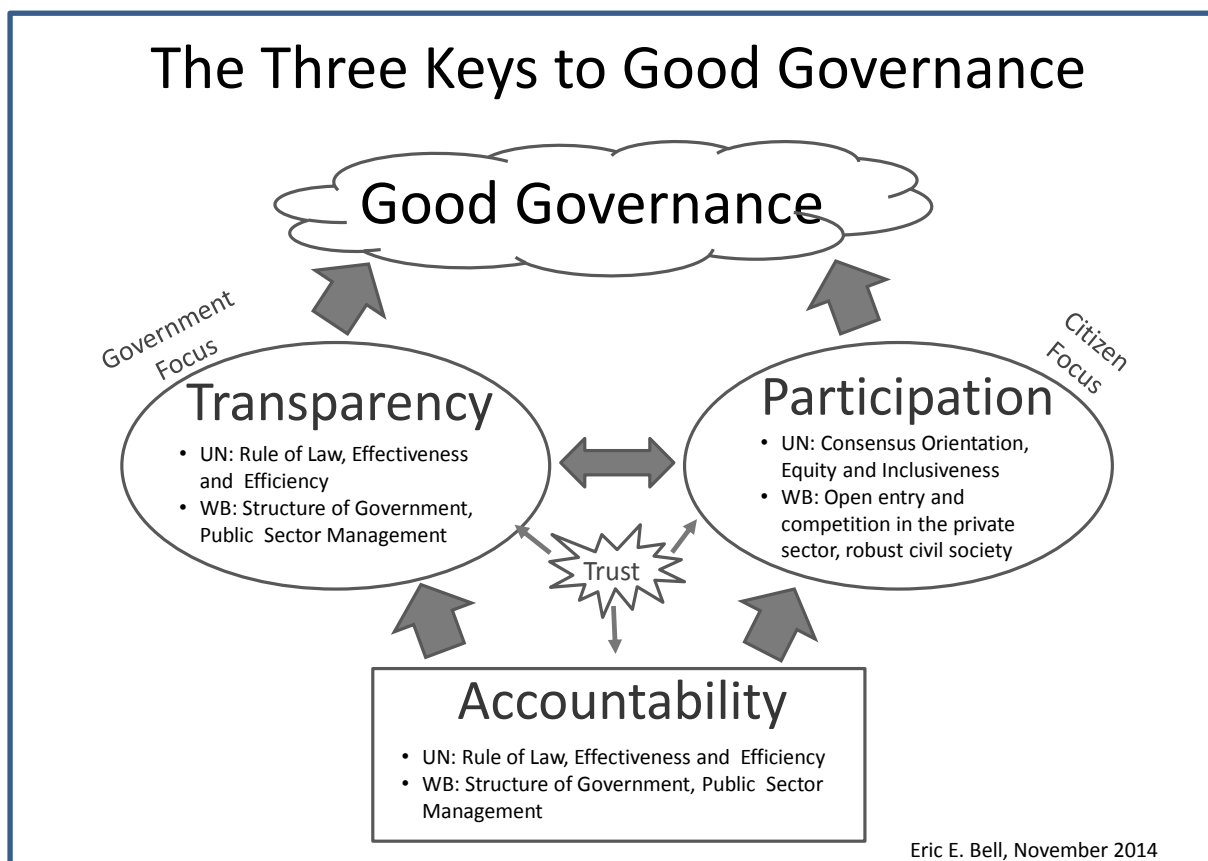 The Three Keys to Good Governance
Good Governance
Government
Focus
Citizen
Focus
Transparency
• UN: Rule of Law, Effectiveness
and Efficiency
• WB: Structure of Government,
Public Sector Management
Participation
• UN: Consensus Orientation,
Equity and Inclusiveness
• WB: Open entry and
competition in the private
sector, robust civil society
Trust
Accountability
• UN: Rule of Law, Effectiveness and Efficiency
• WB: Structure of Government, Public Sector
Management
Eric E. Bell, November 2014